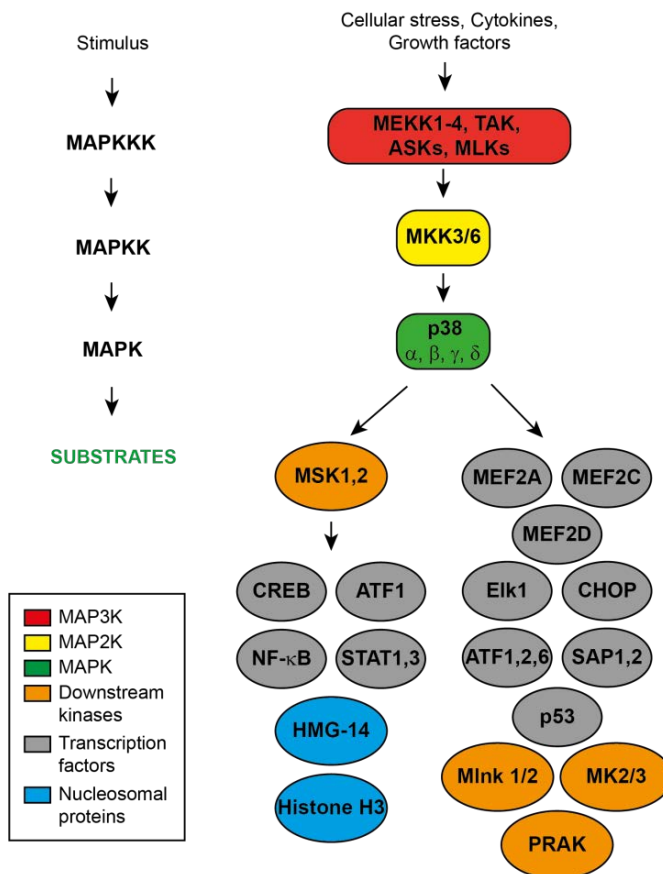 Stimulus
MAPKKK
MAPKK
MAPK
SUBSTRATES
Cellular stress, Cytokines,
Growth factors
MEKK1-4, TAK,
ASKs, MLKs
MKK3/6
p38
α, β, γ, δ
MSK1,2
CREB
ATF1
NF-κB
STAT1,3
HMG-14
Histone H3
MEF2A
MEF2C
MEF2D
Elk1
CHOP
ATF1,2,6
SAP1,2
p53
MInk 1/2
MK2/3
PRAK
MAP3K
MAP2K
MAPK
Downstream
kinases
Transcription
factors
Nucleosomal
proteins